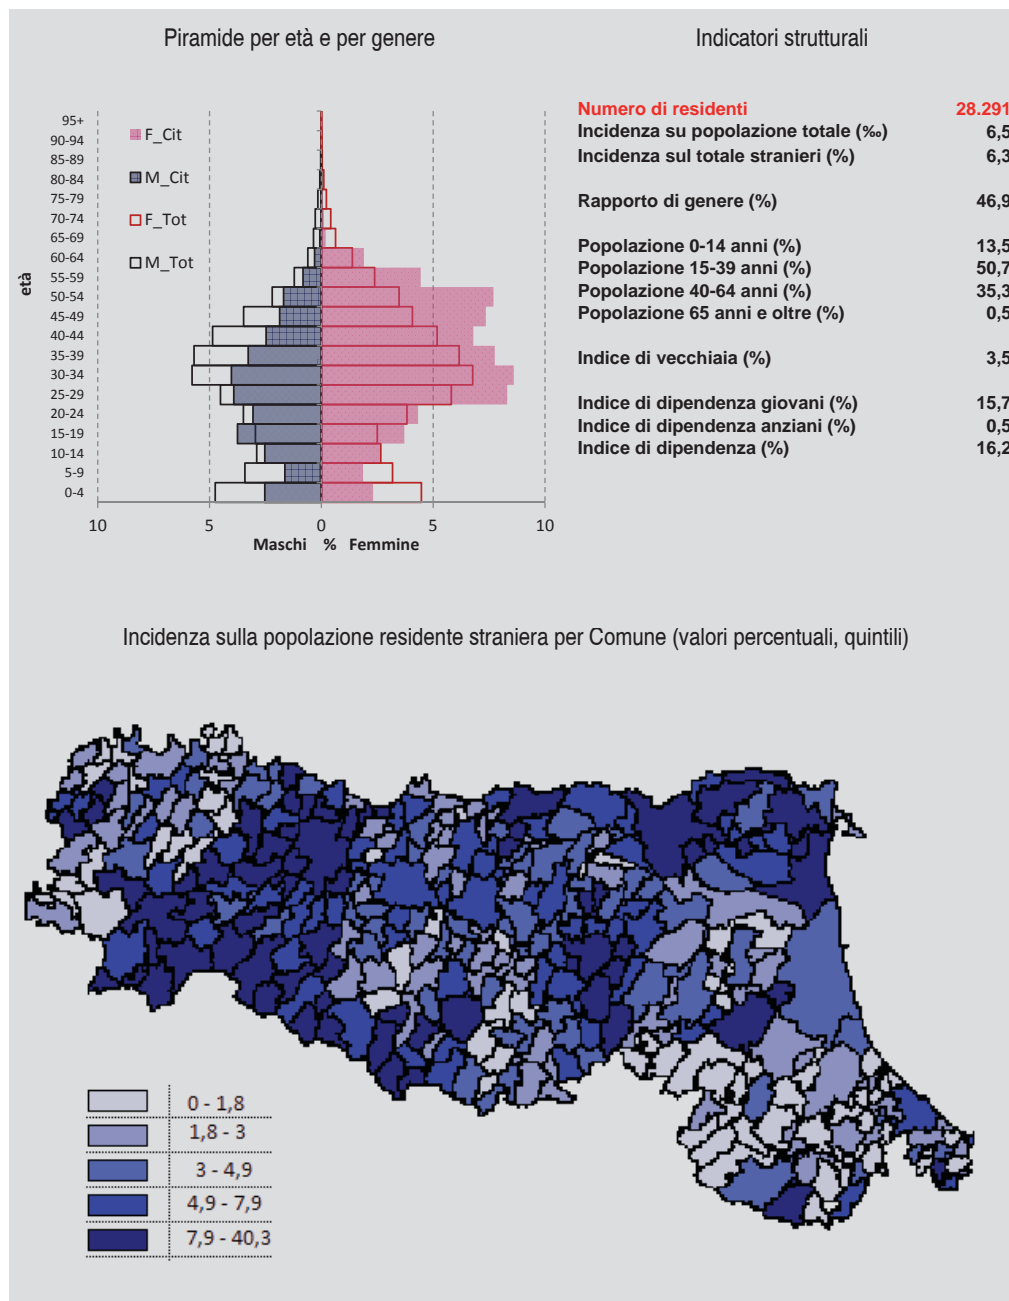 Piramide per età e per genere
95+
90-94
85-89
80-84
75-79
70-74
65-69
60-64
55-59
50-54
45-49
40-44
35-39
30-34
25-29
20-24
15-19
10-14
5-9
0-4
età
F_Cit
M_Cit
F_Tot
M_Tot
10 5 0 5 10
Maschi % Femmine
Indicatori strutturali
Numero di residenti 28.291
Incidenza su popolazione totale (‰) 6,5
Incidenza sul totale stranieri (%) 6,3
Rapporto di genere (%) 46,9
Popolazione 0-14 anni (%) 13,5
Popolazione 15-39 anni (%) 50,7
Popolazione 40-64 anni (%) 35,3
Popolazione 65 anni e oltre (%) 0,5
Indice di vecchiaia (%) 3,5
Indice di dipendenza giovani (%) 15,7
Indice di dipendenza anziani (%) 0,5
Indice di dipendenza (%) 16,2
Incidenza sulla popolazione residente straniera per Comune (valori percentuali, quintili)
0 - 1,8
1,8 - 3
3 - 4,9
4,9 - 7,9
7,9 - 40,3